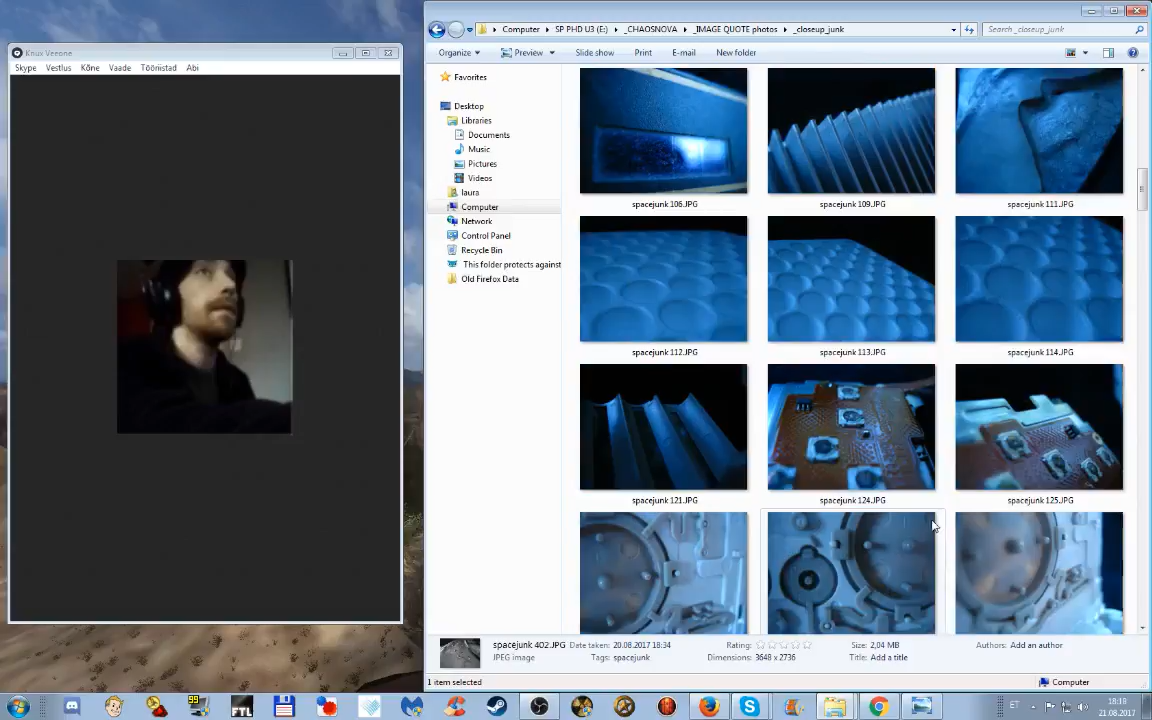 Knux Veeone
Skype Vestlus Kõne Vaade Tööriistad Abi
Computer SP PHD U3 (E:) _CHAOSNOVA _IMAGE QUOTE photos _closeup_junk
Search _closeup_junk
Organize Preview Slide show Print E-mail New folder
Favorites
Desktop
Libraries
Documents
Music
Pictures
Videos
laura
Computer
Network
Control Panel
Recycle Bin
This folder protects against
Old Firefox Data
spacejunk 106.JPG spacejunk 109.JPG spacejunk 111.JPG
spacejunk 112.JPG spacejunk 113.JPG spacejunk 114.JPG
spacejunk 121.JPG spacejunk 124.JPG spacejunk 125.JPG
spacejunk 402.JPG Date taken: 20.08.2017 18:34 Rating: Size: 2,04 MB Authors: Add an author
JPEG image Tags: spacejunk Dimensions: 3648 x 2736 Title: Add a title
1 item selected Computer
99
FTL
ET
18:19
21.08.2017